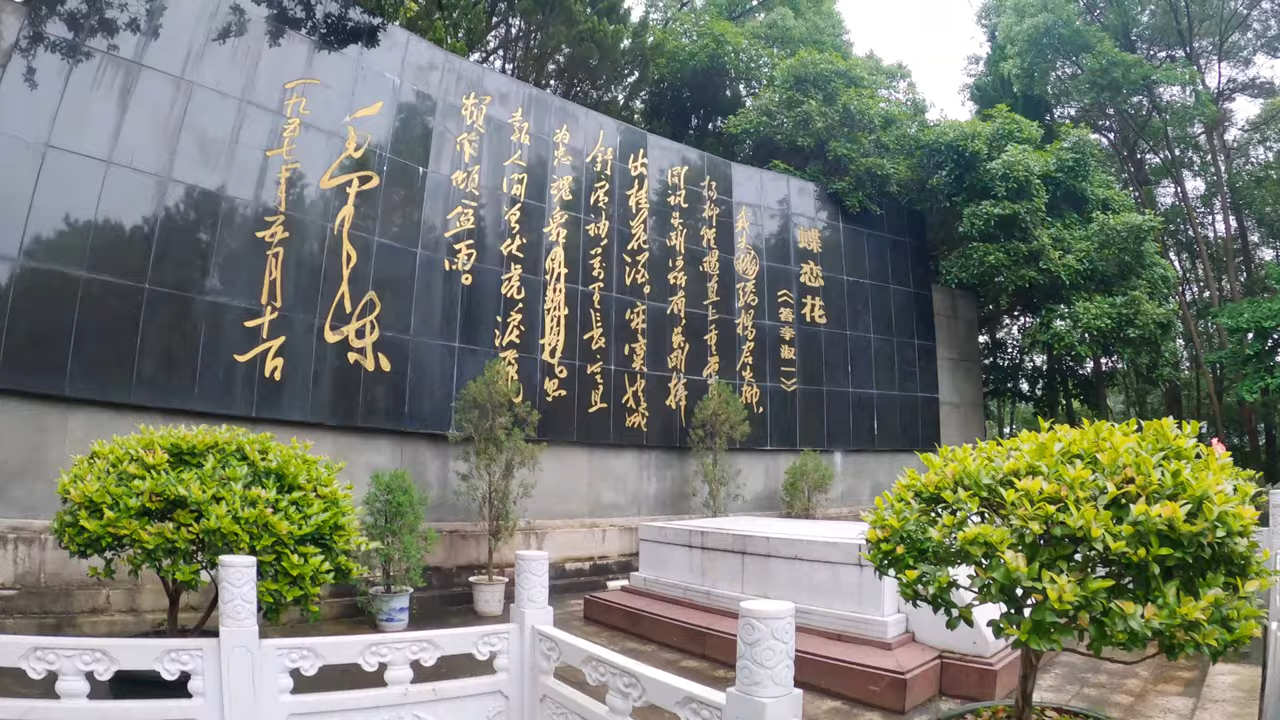 蝶恋花
《答李淑一》
我失骄杨君失柳,
杨柳轻飏直上重霄
问讯吴刚何所有吴刚捧
出桂花酒。寂寞嫦娥
舒广袖万里长空且
为忠魂舞忽
报人间曾伏虎泪飞
顿作倾盆雨。
毛泽东
一九五七年五月十一日